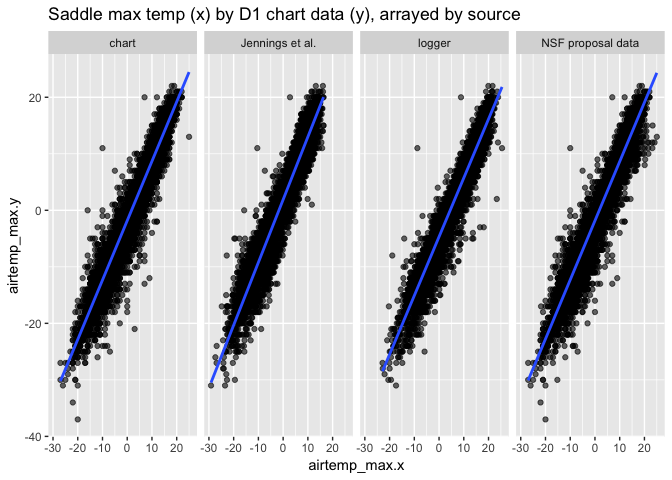 Saddle max temp (x) by D1 chart data (y), arrayed by source
chart Jennings et al. logger NSF proposal data
20
0
-20
-40
airtemp_max.y
-30 -20 -10 0 10 20 -30 -20 -10 0 10 20 -30 -20 -10 0 10 20 -30 -20 -10 0 10 20
airtemp_max.x